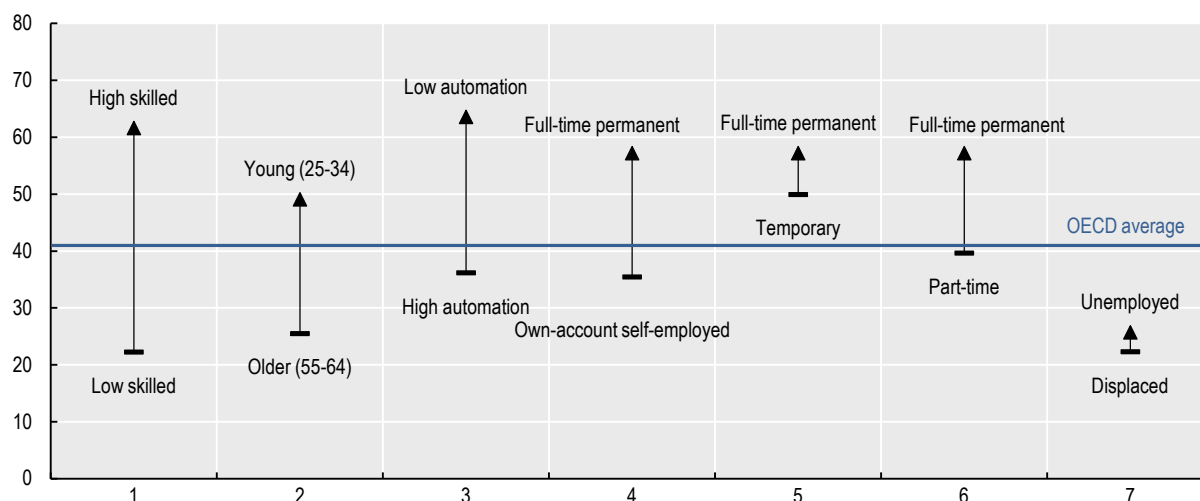 80
70
60
50
40
30
20
10
0
High skilled
Low skilled
Young (25-34)
Older (55-64)
Low automation
High automation
Full-time permanent
Own-account self-employed
Full-time permanent
Temporary
Full-time permanent
Part-time
OECD average
Unemployed
Displaced
1 2 3 4 5 6 7